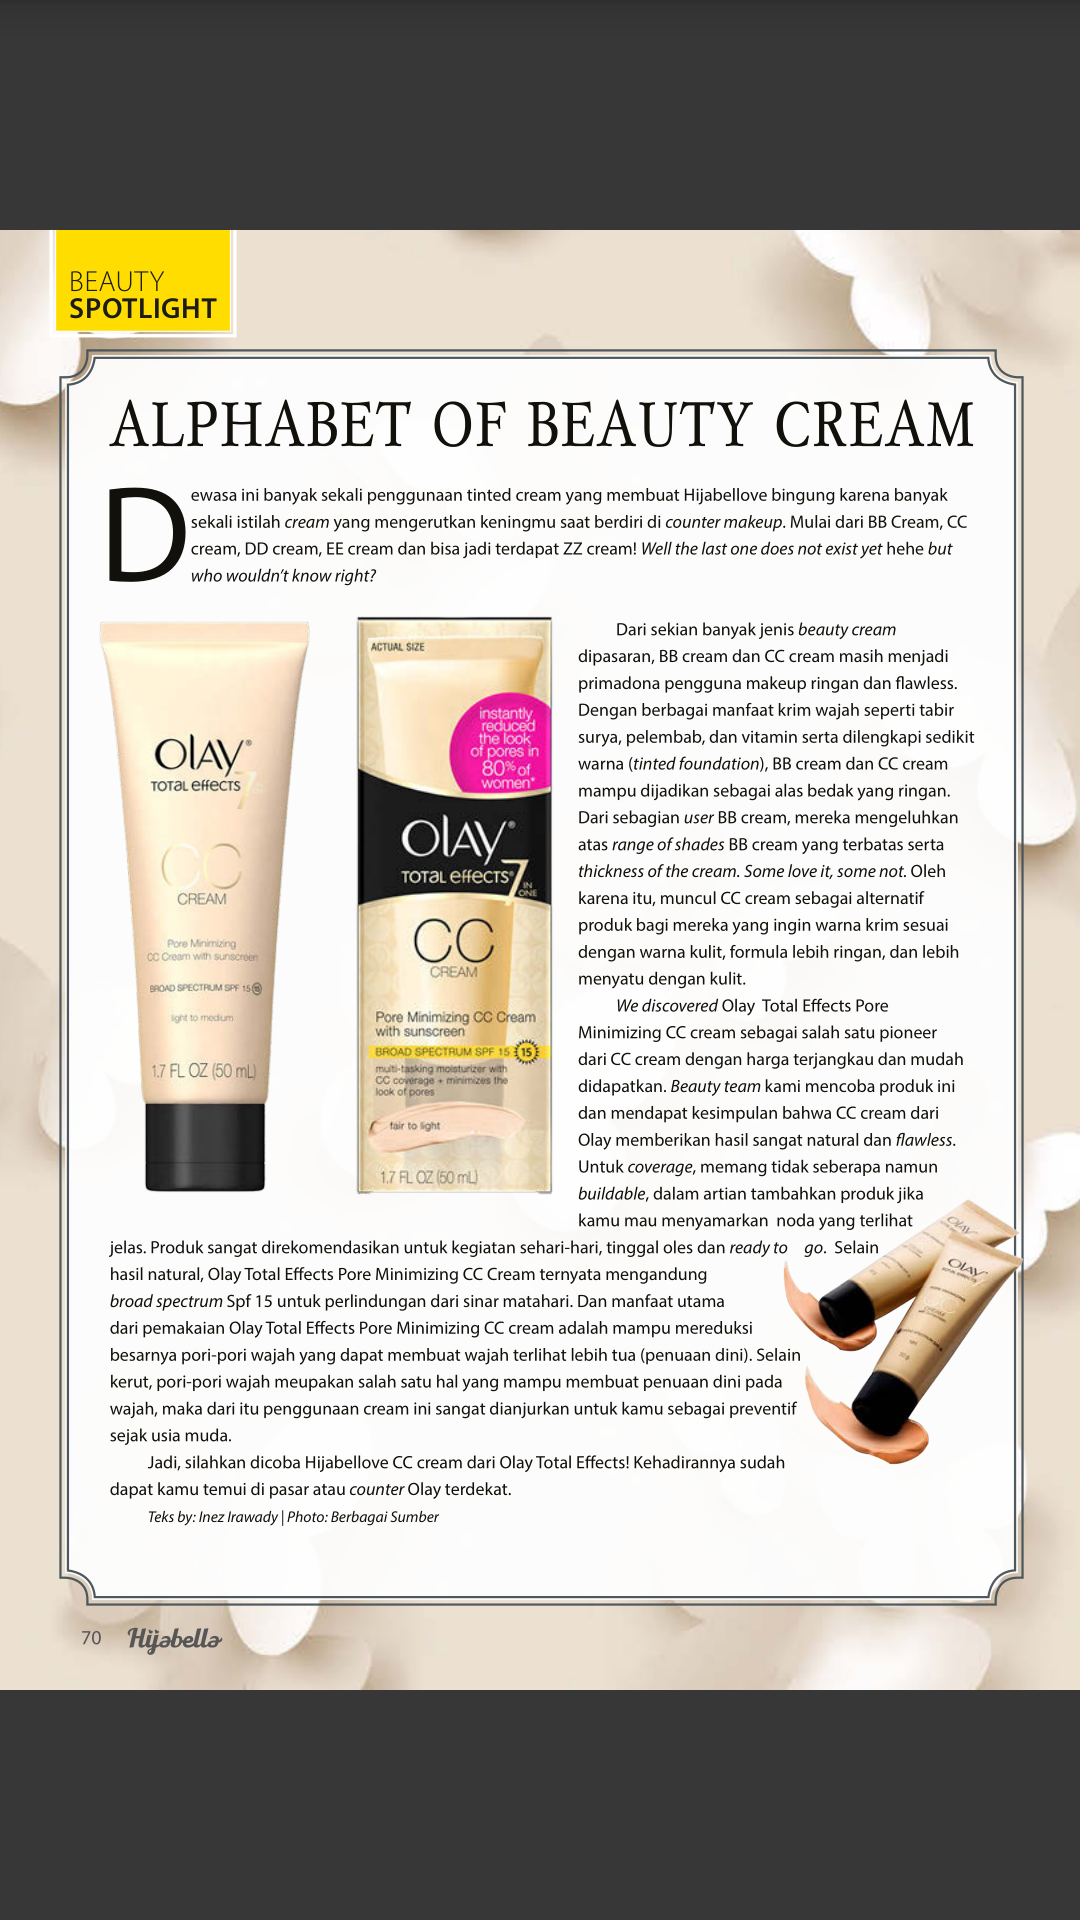 BEAUTY
SPOTLIGHT
ALPHABET OF BEAUTY CREAM
Dewasa ini banyak sekali penggunaan tinted cream yang membuat Hijabellove bingung karena banyak
sekali istilah cream yang mengerutkan keningmu saat berdiri di counter makeup. Mulai dari BB Cream, CC
cream, DD cream, EE cream dan bisa jadi terdapat ZZ cream! Well the last one does not exist yet hehe but
who wouldn't know right?
OLAY®
TOTAL effects 7
CC
CREAM
Pore Minimizing
CC Cream with sunscreen
BROAD SPECTRUM SPF 15 15
light to medium
1.7 FL OZ (50 mL)
ACTUAL SIZE
instantly
reduced
the look
of pores in
80% of
women*
OLAY®
TOTAL effects® 7 IN
ONE
CC
CREAM
Pore Minimizing CC Cream
with sunscreen
BROAD SPECTRUM SPF 15 15
multi-tasking moisturizer with
CC coverage + minimizes the
look of pores
fair to light
1.7 FL OZ (50 mL)
Dari sekian banyak jenis beauty cream
dipasaran, BB cream dan CC cream masih menjadi
primadona pengguna makeup ringan dan flawless.
Dengan berbagai manfaat krim wajah seperti tabir
surya, pelembab, dan vitamin serta dilengkapi sedikit
warna (tinted foundation), BB cream dan CC cream
mampu dijadikan sebagai alas bedak yang ringan.
Dari sebagian user BB cream, mereka mengeluhkan
atas range of shades BB cream yang terbatas serta
thickness of the cream. Some love it, some not. Oleh
karena itu, muncul CC cream sebagai alternatif
produk bagi mereka yang ingin warna krim sesuai
dengan warna kulit, formula lebih ringan, dan lebih
menyatu dengan kulit.
We discovered Olay Total Effects Pore
Minimizing CC cream sebagai salah satu pioneer
dari CC cream dengan harga terjangkau dan mudah
didapatkan. Beauty team kami mencoba produk ini
dan mendapat kesimpulan bahwa CC cream dari
Olay memberikan hasil sangat natural dan flawless.
Untuk coverage, memang tidak seberapa namun
buildable, dalam artian tambahkan produk jika
kamu mau menyamarkan noda yang terlihat
jelas. Produk sangat direkomendasikan untuk kegiatan sehari-hari, tinggal oles dan ready to go. Selain
hasil natural, Olay Total Effects Pore Minimizing CC Cream ternyata mengandung
broad spectrum Spf 15 untuk perlindungan dari sinar matahari. Dan manfaat utama
dari pemakaian Olay Total Effects Pore Minimizing CC cream adalah mampu mereduksi
besarnya pori-pori wajah yang dapat membuat wajah terlihat lebih tua (penuaan dini). Selain
kerut, pori-pori wajah meupakan salah satu hal yang mampu membuat penuaan dini pada
wajah, maka dari itu penggunaan cream ini sangat dianjurkan untuk kamu sebagai preventif
sejak usia muda.
Jadi, silahkan dicoba Hijabellove CC cream dari Olay Total Effects! Kehadirannya sudah
dapat kamu temui di pasar atau counter Olay terdekat.
Teks by: Inez Irawady | Photo: Berbagai Sumber
OLAY
OLAY
CC
70 Hijabella